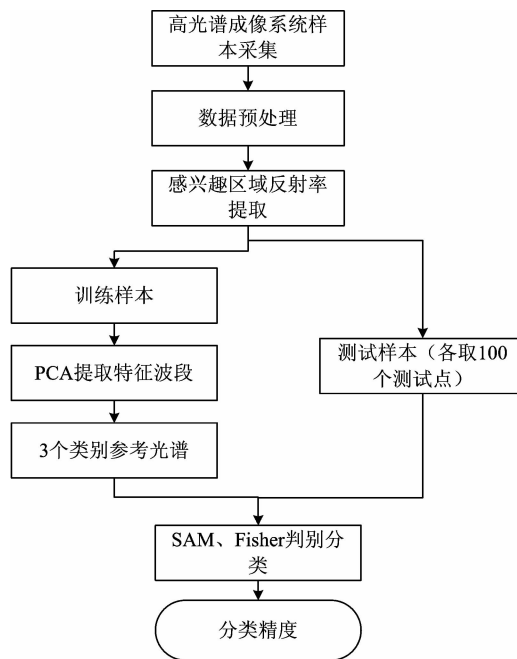 高光谱成像系统样
本采集
数据预处理
感兴趣区域反射率
提取
训练样本
PCA提取特征波段
3个类别参考光谱
测试样本（各取100
个测试点）
SAM、Fisher判别分
类
分类精度